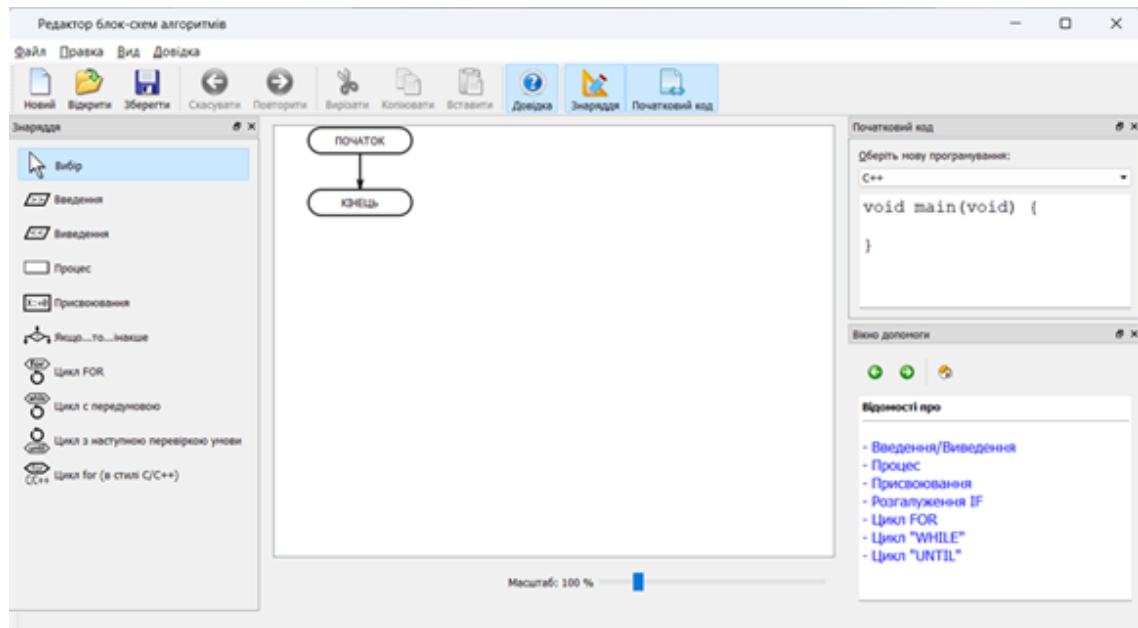 Редактор блок-схем алгоритмів
Файл Правка Вид Довідка
Новий Відкрити Зберегти Скасувати Повторити Вирізати Копіювати Вставити Довідка Знаряддя Початковий код
Знаряддя
Вибір
Введення
Виведення
Процес
Присвоювання
Якщо...то...інакше
Цикл FOR
Цикл с передумовою
Цикл з наступною перевіркою умови
Цикл for (в стилі C/C++)
ПОЧАТОК
КІНЕЦЬ
Масштаб: 100 %
Початковий код
Оберіть нову програмування:
C++
void main(void) {
}
Вікно допомоги
Відомості про
- Введення/Виведення
- Процес
- Присвоювання
- Розгалуження IF
- Цикл FOR
- Цикл "WHILE"
- Цикл "UNTIL"